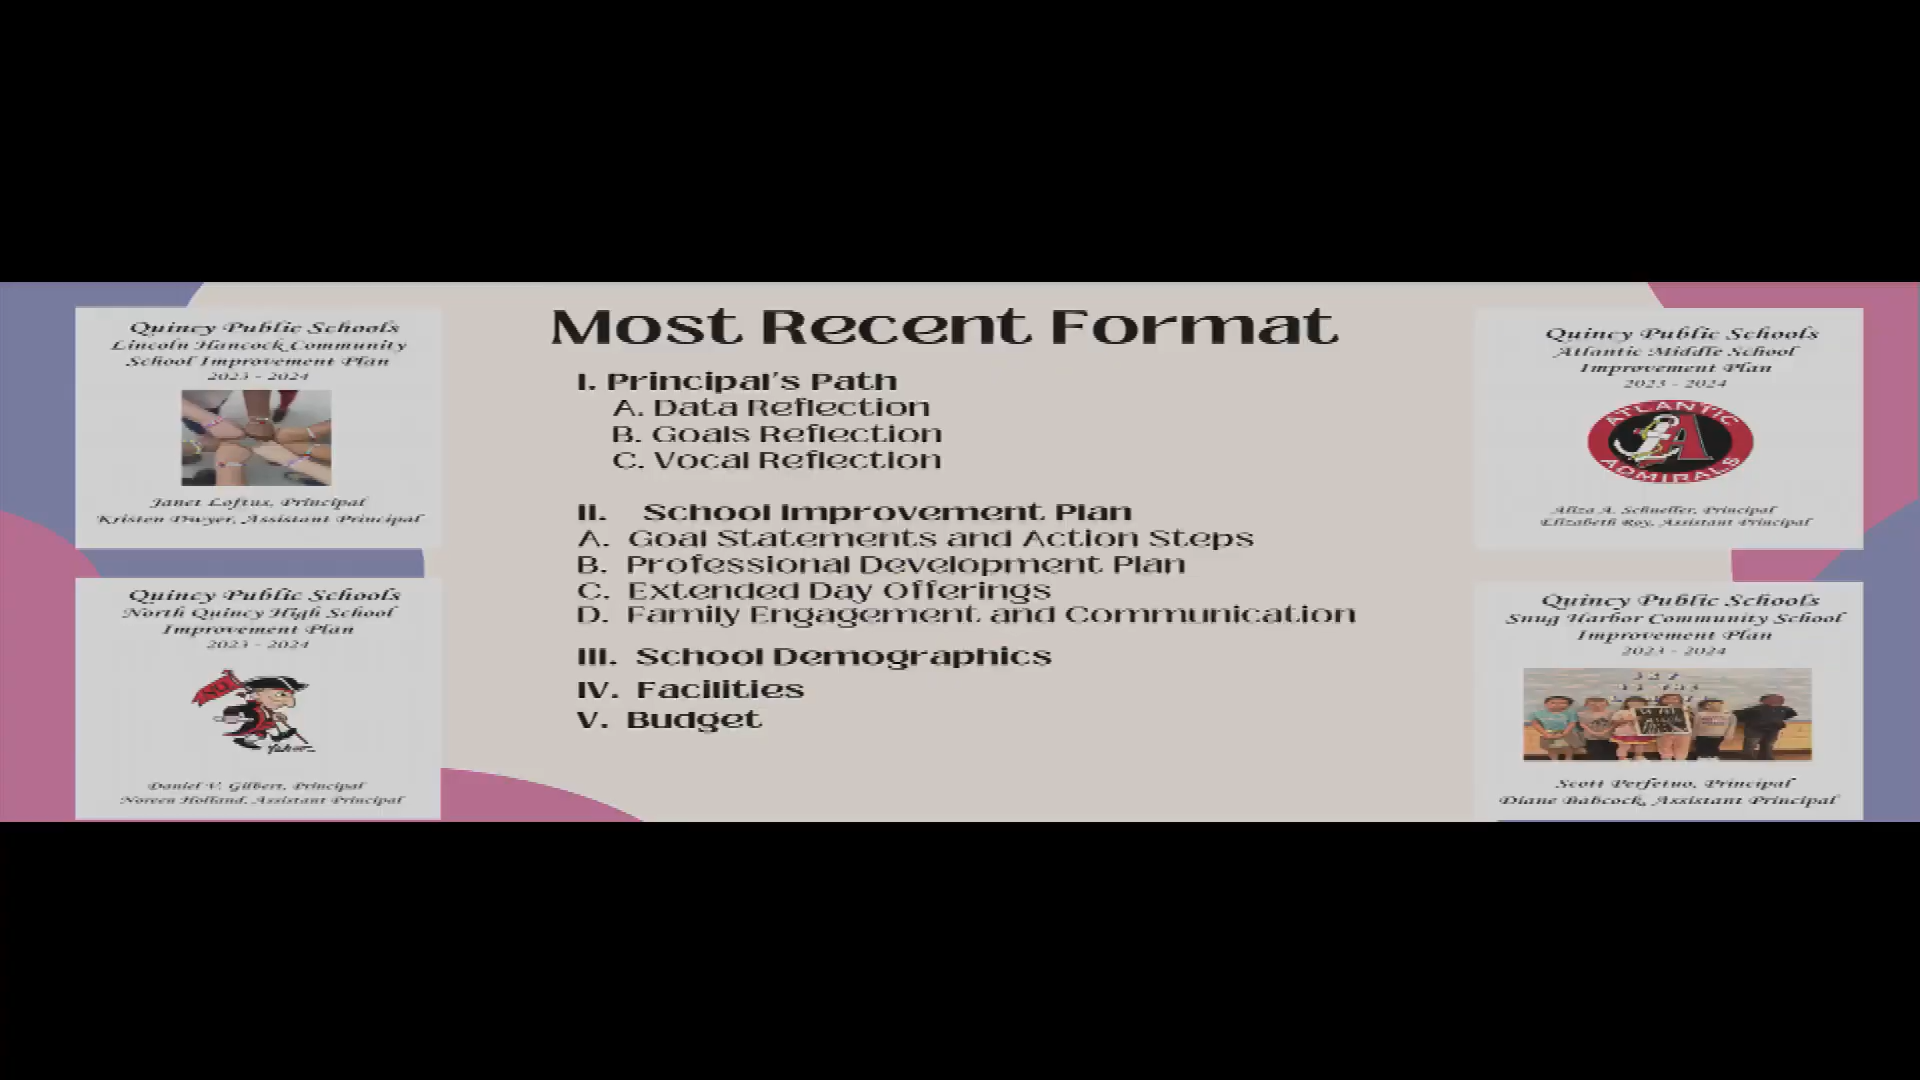 Most Recent Format
I. Principal's Path
A. Data Reflection
B. Goals Reflection
C. Vocal Reflection
II. School Improvement Plan
A. Goal Statements and Action Steps
B. Professional Development Plan
C. Extended Day Offerings
D. Family Engagement and Communication
III. School Demographics
IV. Facilities
V. Budget
Quincy Public Schools
Lincoln Hancock Community
School Improvement Plan
2023 - 2024
Janet Loftus, Principal
Kristen Dwyer, Assistant Principal
Quincy Public Schools
North Quincy High School
Improvement Plan
2023 - 2024
NQ
Daniel V. Gilbert, Principal
Noreen Holland, Assistant Principal
Quincy Public Schools
Atlantic Middle School
Improvement Plan
2023 - 2024
ATLANTIC
A
ADMIRALS
Aliza A. Schneller, Principal
Elizabeth Roy, Assistant Principal
Quincy Public Schools
Snug Harbor Community School
Improvement Plan
2023 - 2024
Scott Perfetuo, Principal
Diane Babcock, Assistant Principal